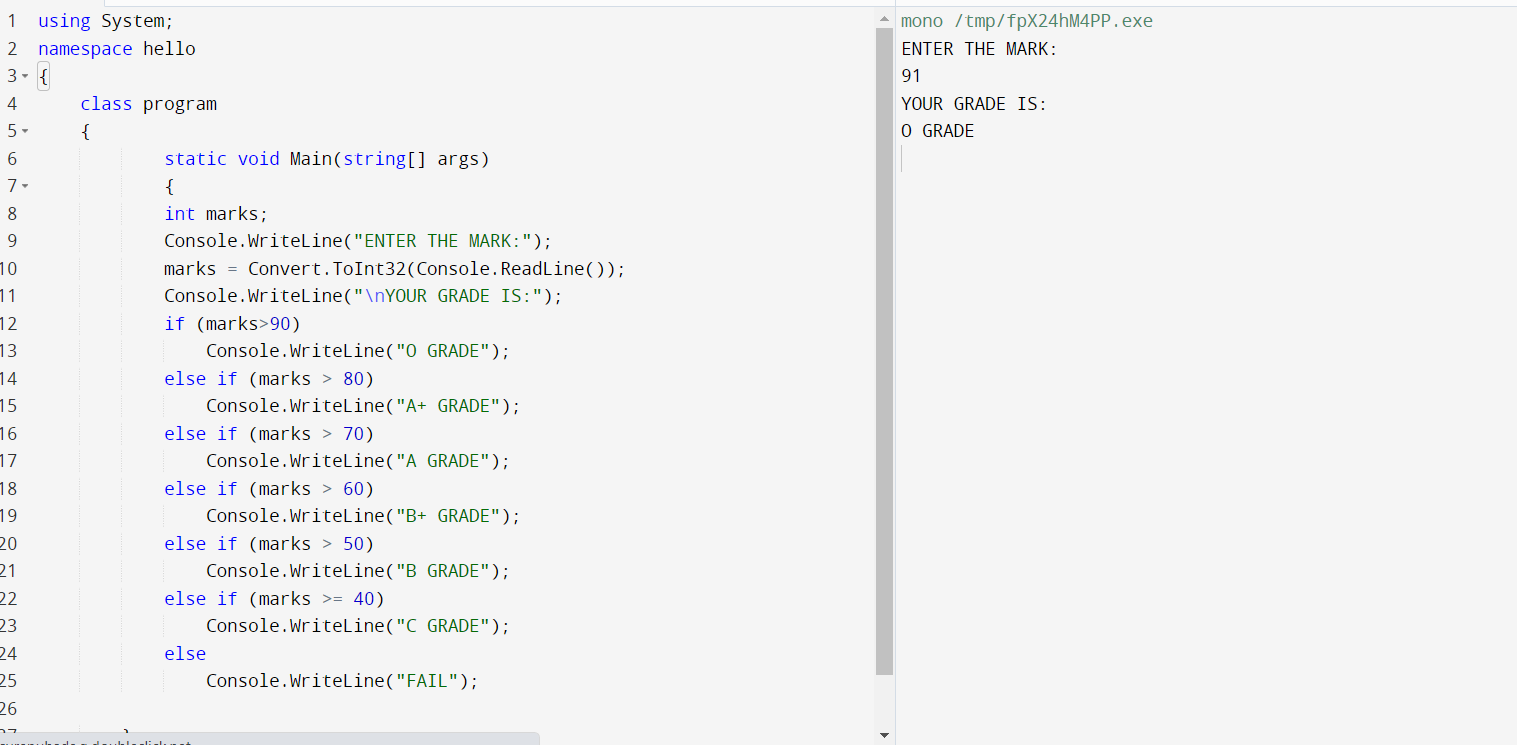 1 using System;
2 namespace hello
3 {
4 class program
5 {
6 static void Main(string[] args)
7 {
8 int marks;
9 Console.WriteLine("ENTER THE MARK:");
10 marks = Convert.ToInt32(Console.ReadLine());
11 Console.WriteLine("\nYOUR GRADE IS:");
12 if (marks>90)
13 Console.WriteLine("O GRADE");
14 else if (marks > 80)
15 Console.WriteLine("A+ GRADE");
16 else if (marks > 70)
17 Console.WriteLine("A GRADE");
18 else if (marks > 60)
19 Console.WriteLine("B+ GRADE");
20 else if (marks > 50)
21 Console.WriteLine("B GRADE");
22 else if (marks >= 40)
23 Console.WriteLine("C GRADE");
24 else
25 Console.WriteLine("FAIL");
26
mono /tmp/fpX24hM4PP.exe
ENTER THE MARK:
91
YOUR GRADE IS:
O GRADE